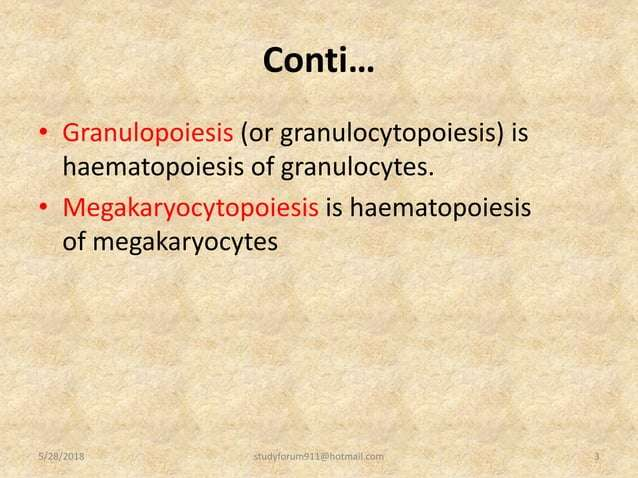 Conti…
• Granulopoiesis (or granulocytopoiesis) is
haematopoiesis of granulocytes.
• Megakaryocytopoiesis is haematopoiesis
of megakaryocytes
5/28/2018 studyforum911@hotmail.com 3